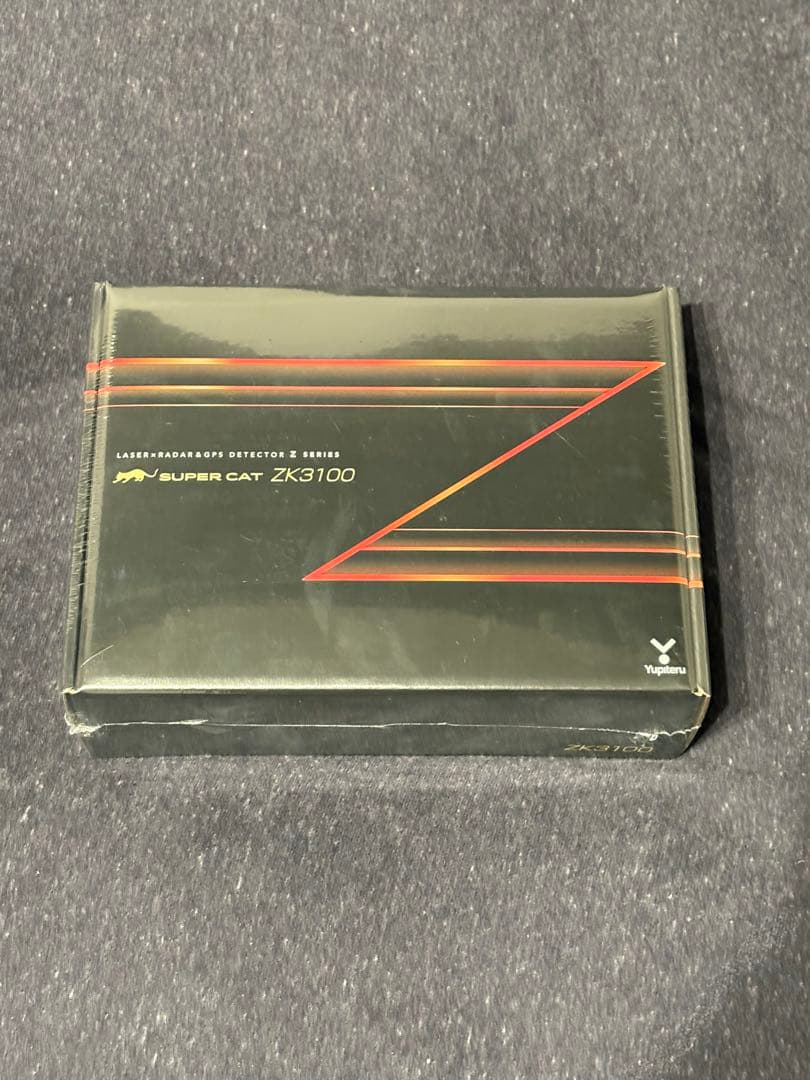 LASER×RADAR&GPS DETECTOR Z SERIES
SUPER CAT ZK3100
Yupiteru
ZK3100